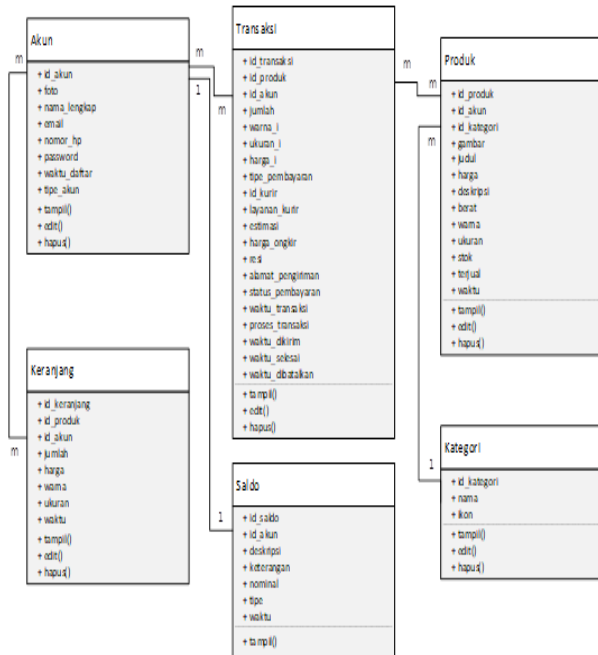 Akun
+ id_akun
+ foto
+ nama_lengkap
+ email
+ nomor_hp
+ password
+ waktu_daftar
+ tipe_akun
+ tampil()
+ edit()
+ hapus()
m
m
1
Transaksi
+ id_transaksi
+ id_produk
+ id_akun
+ jumlah
+ warna_i
+ ukuran_i
+ harga_i
+ tipe_pembayaran
+ id_kurir
+ layanan_kurir
+ estimasi
+ harga_ongkir
+ resi
+ alamat_pengiriman
+ status_pembayaran
+ waktu_transaksi
+ proses_transaksi
+ waktu_dikirim
+ waktu_selesai
+ waktu_dibatalkan
+ tampil()
+ edit()
+ hapus()
m
m
Produk
+ id_produk
+ id_akun
+ id_kategori
+ gambar
+ judul
+ harga
+ deskripsi
+ berat
+ warna
+ ukuran
+ stok
+ terjual
+ waktu
+ tampil()
+ edit()
+ hapus()
m
m
Keranjang
+ id_keranjang
+ id_produk
+ id_akun
+ jumlah
+ harga
+ warna
+ ukuran
+ waktu
+ tampil()
+ edit()
+ hapus()
m
Saldo
+ id_saldo
+ id_akun
+ deskripsi
+ keterangan
+ nominal
+ tipe
+ waktu
+ tampil()
1
Kategori
+ id_kategori
+ nama
+ ikon
+ tampil()
+ edit()
+ hapus()
1